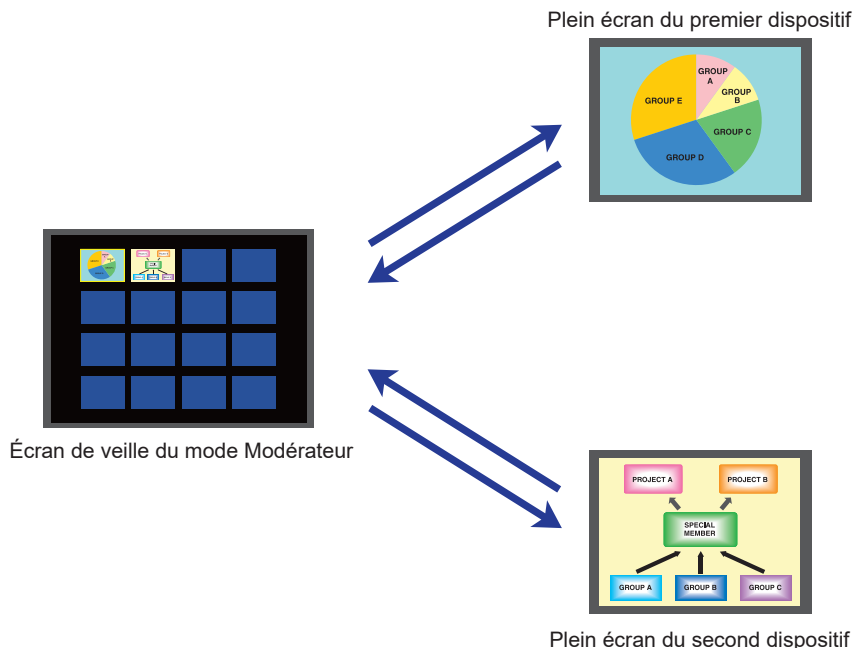 Plein écran du premier dispositif
GROUP
A
GROUP
B
GROUP E
GROUP C
GROUP D
Écran de veille du mode Modérateur
PROJECT A
PROJECT B
SPECIAL
MEMBER
GROUP A
GROUP B
GROUP C
Plein écran du second dispositif